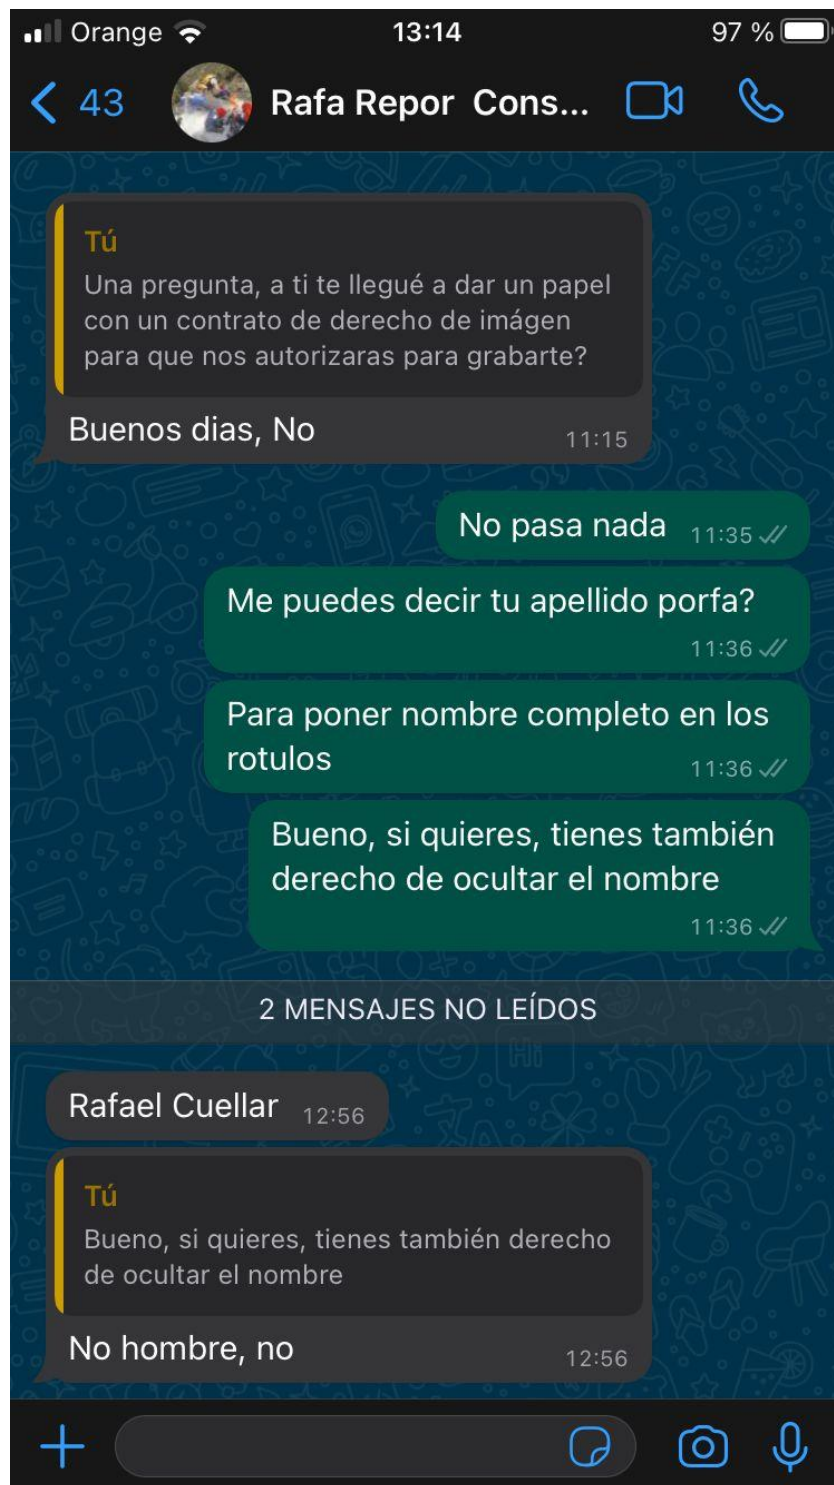 Orange 13:14 97 %
43 Rafa Repor Cons...
Tú
Una pregunta, a ti te llegué a dar un papel
con un contrato de derecho de imágen
para que nos autorizaras para grabarte?
Buenos dias, No 11:15
No pasa nada 11:35
Me puedes decir tu apellido porfa?
11:36
Para poner nombre completo en los
rotulos 11:36
Bueno, si quieres, tienes también
derecho de ocultar el nombre
11:36
2 MENSAJES NO LEÍDOS
Rafael Cuellar 12:56
Tú
Bueno, si quieres, tienes también derecho
de ocultar el nombre
No hombre, no 12:56